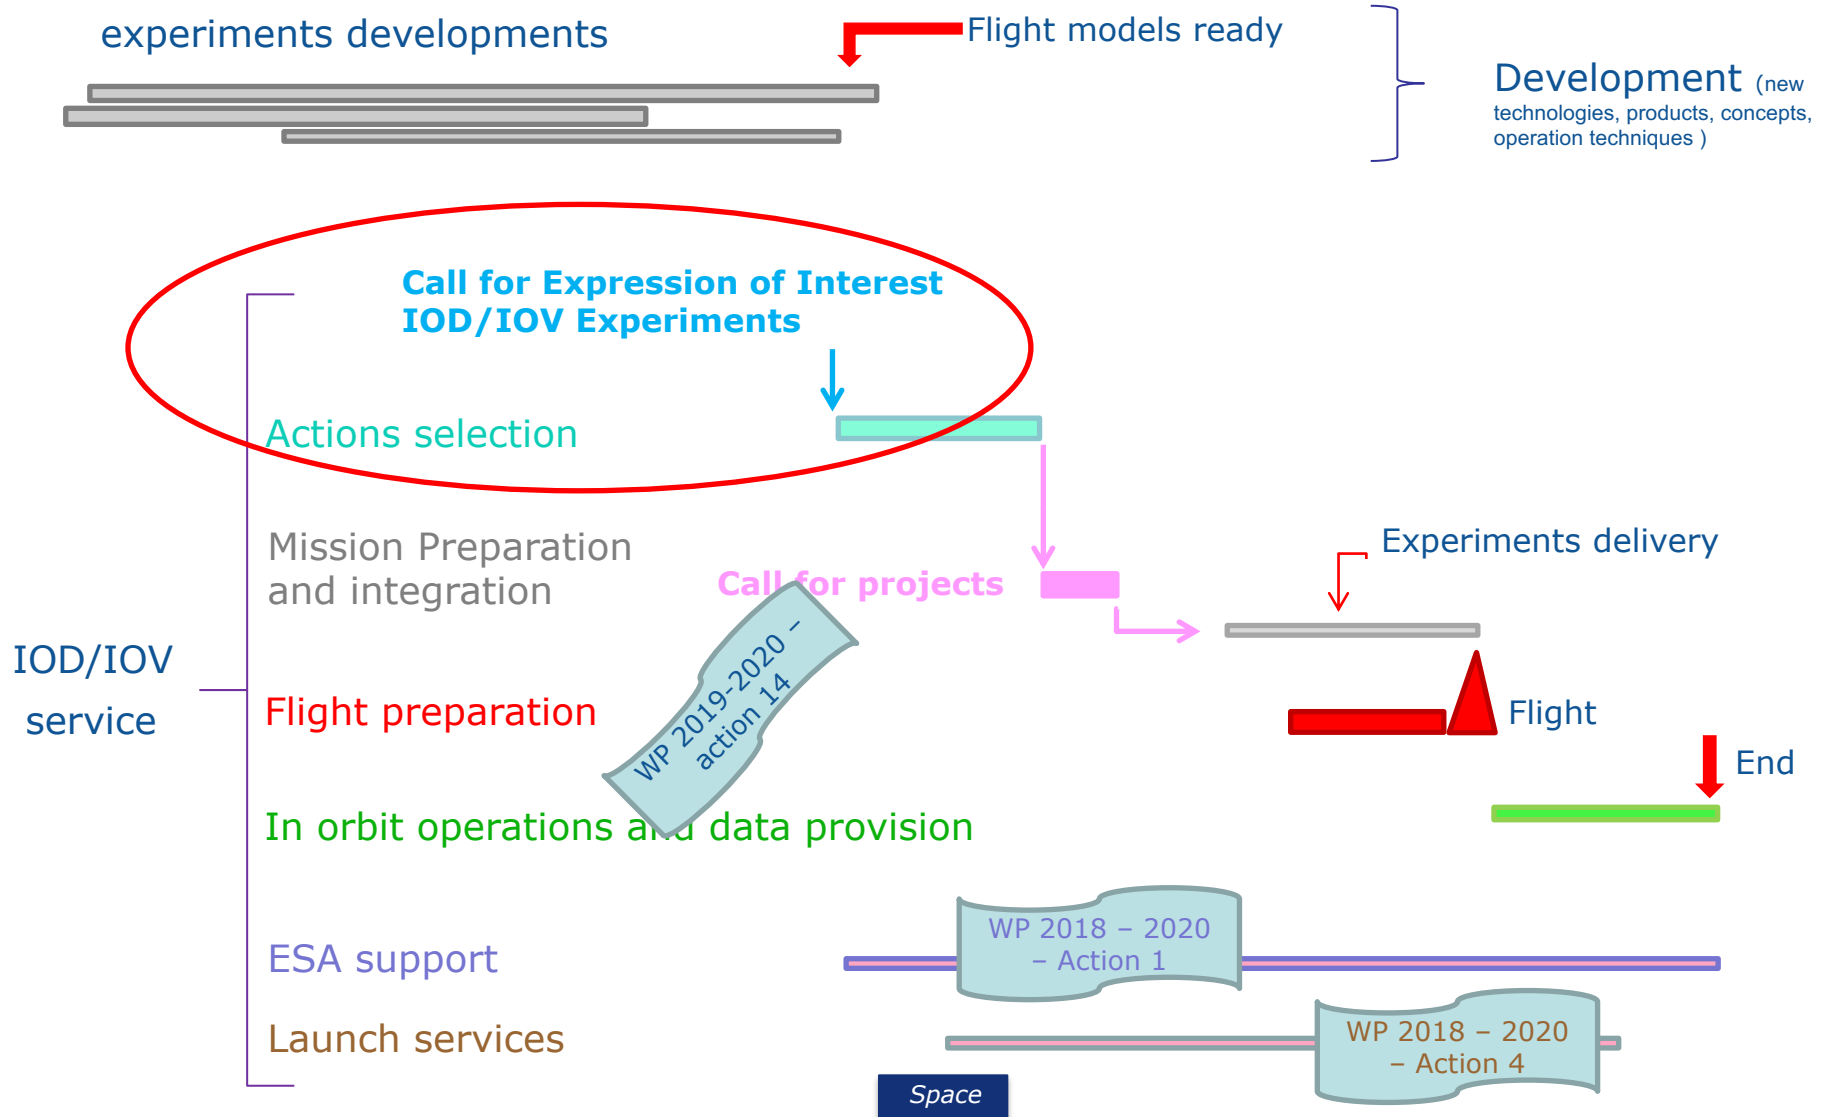 experiments developments
Flight models ready
Development (new
technologies, products, concepts,
operation techniques )
Call for Expression of Interest
IOD/IOV Experiments
Actions selection
Mission Preparation
and integration
Call for projects
Experiments delivery
IOD/IOV
service
WP 2019-2020 –
action 14
Flight preparation
Flight
End
In orbit operations and data provision
ESA support
WP 2018 – 2020
– Action 1
Launch services
WP 2018 – 2020
– Action 4
Space